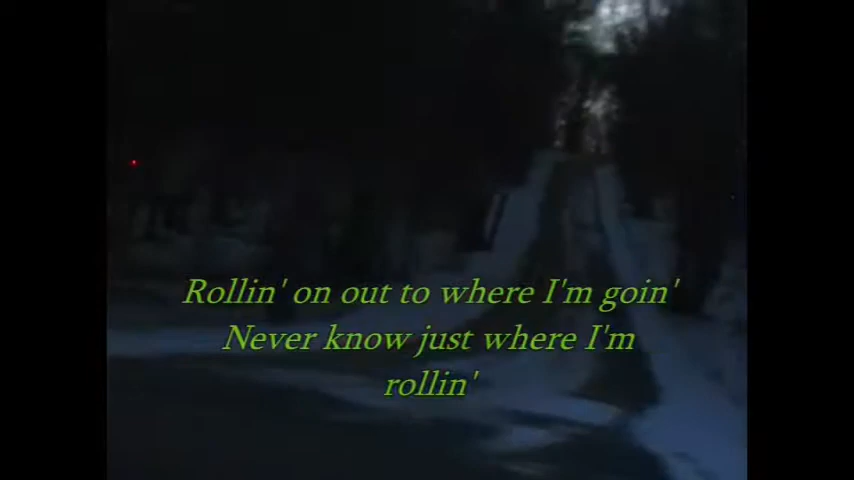 Rollin' on out to where I'm goin'
Never know just where I'm
rollin'